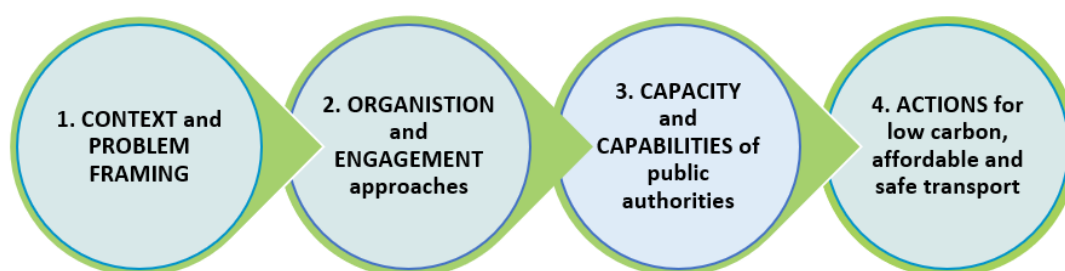 1. CONTEXT and
PROBLEM
FRAMING
2. ORGANISTION
and
ENGAGEMENT
approaches
3. CAPACITY
and
CAPABILITIES of
public
authorities
4. ACTIONS for
low carbon,
affordable and
safe transport